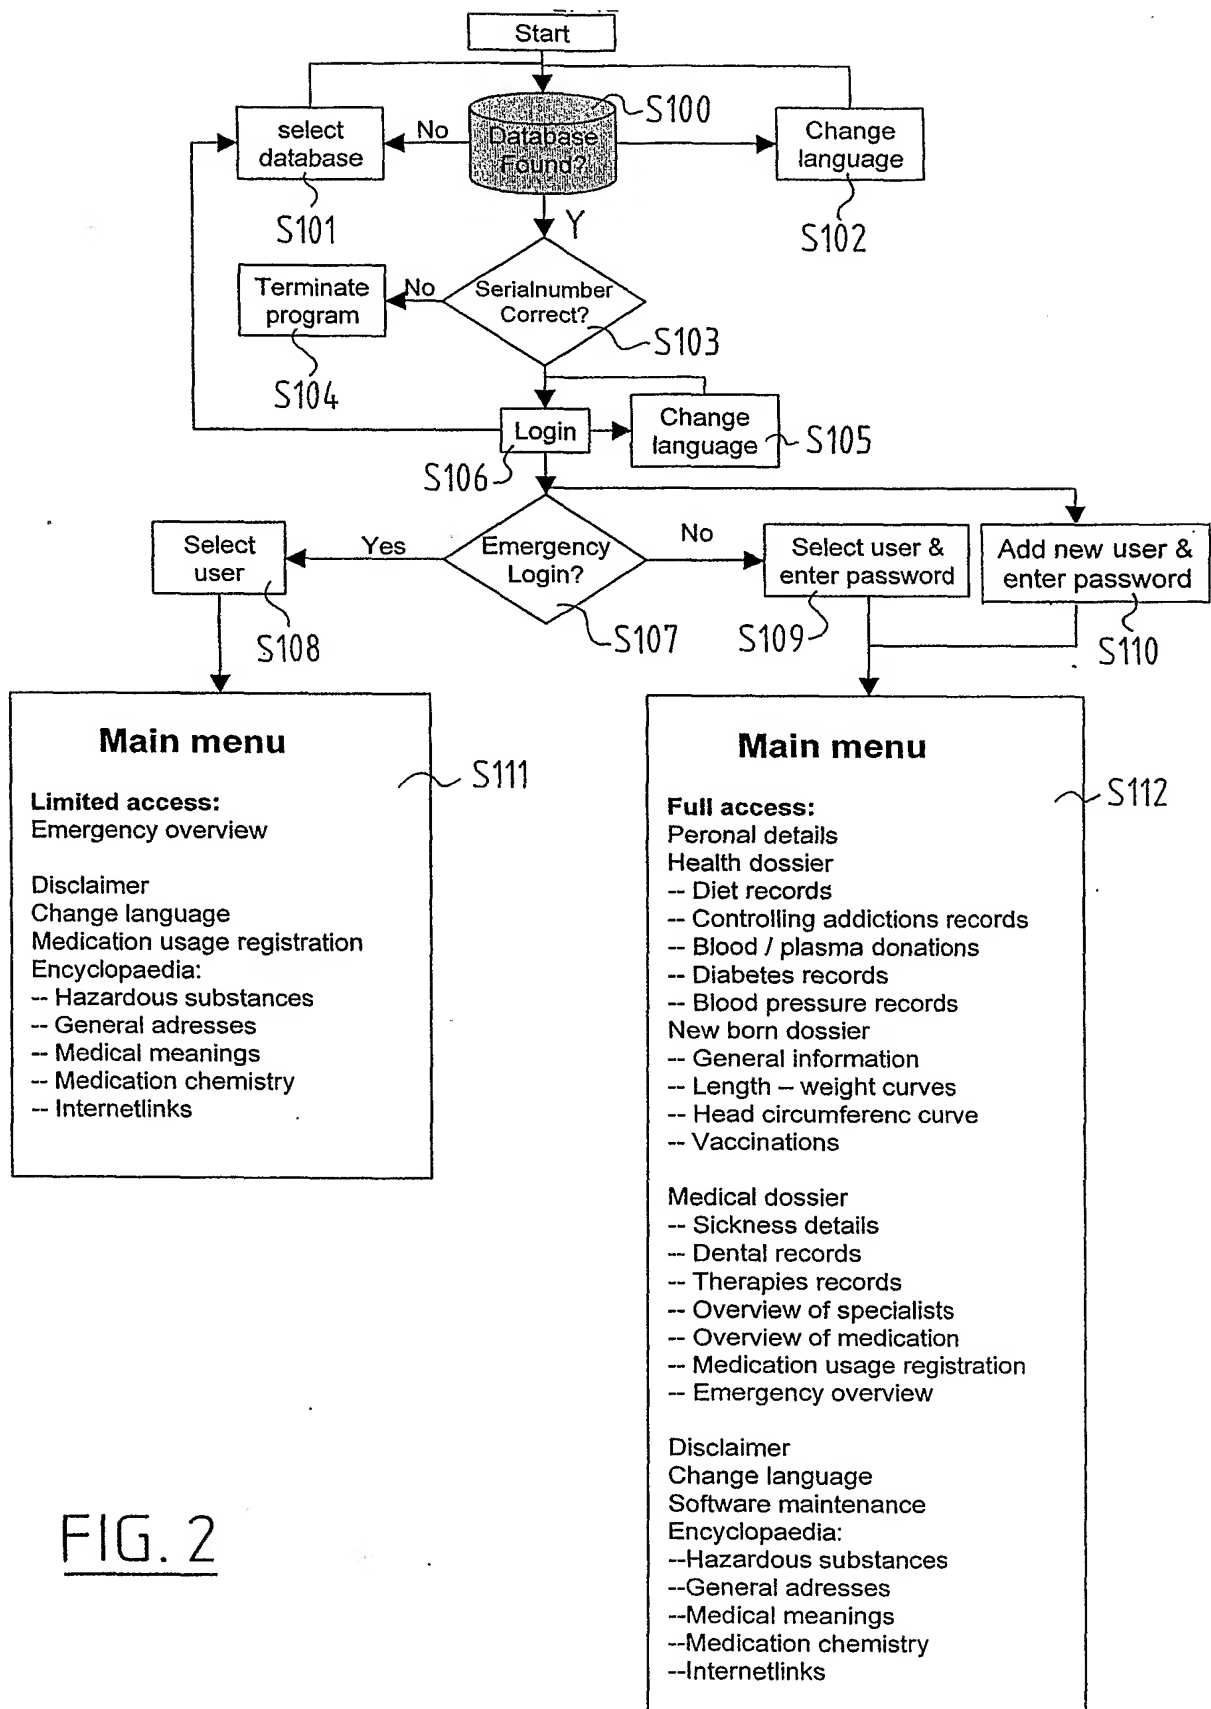 Start
S100
select
database
No
Database
Found?
Change
language
S101
Y
S102
Terminate
program
No
Serialnumber
Correct?
S103
S104
Login
Change
language
S105
S106
Select
user
Yes
Emergency
Login?
No
Select user &
enter password
Add new user &
enter password
S108
S107
S109
S110
Main menu
S111
Limited access:
Emergency overview
Disclaimer
Change language
Medication usage registration
Encyclopaedia:
-- Hazardous substances
-- General adresses
-- Medical meanings
-- Medication chemistry
-- Internetlinks
Main menu
S112
Full access:
Peronal details
Health dossier
-- Diet records
-- Controlling addictions records
-- Blood / plasma donations
-- Diabetes records
-- Blood pressure records
New born dossier
-- General information
-- Length – weight curves
-- Head circumferenc curve
-- Vaccinations
Medical dossier
-- Sickness details
-- Dental records
-- Therapies records
-- Overview of specialists
-- Overview of medication
-- Medication usage registration
-- Emergency overview
Disclaimer
Change language
Software maintenance
Encyclopaedia:
--Hazardous substances
--General adresses
--Medical meanings
--Medication chemistry
--Internetlinks
FIG. 2